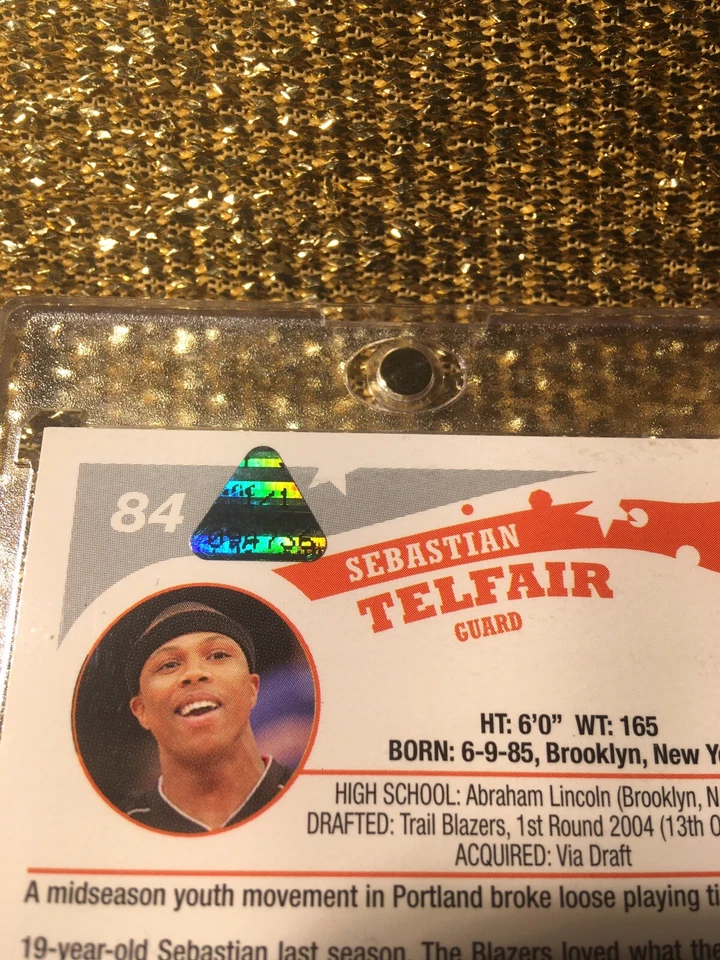 84
SEBASTIAN
TELFAIR
GUARD
HT: 6'0" WT: 165
BORN: 6-9-85, Brooklyn, New
HIGH SCHOOL: Abraham Lincoln (Brooklyn,
DRAFTED: Trail Blazers, 1st Round 2004 (13th
ACQUIRED: Via Draft
A midseason youth movement in Portland broke loose playing
19-year-old Sebastian last season. The Blazers loved what